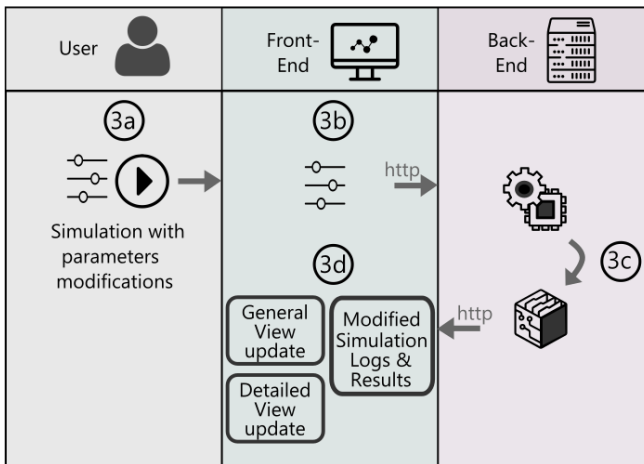 User
Front-
End
Back-
End
3a
3b
http
Simulation with
parameters
modifications
3c
3d
http
General
View
update
Modified
Simulation
Logs &
Results
Detailed
View
update